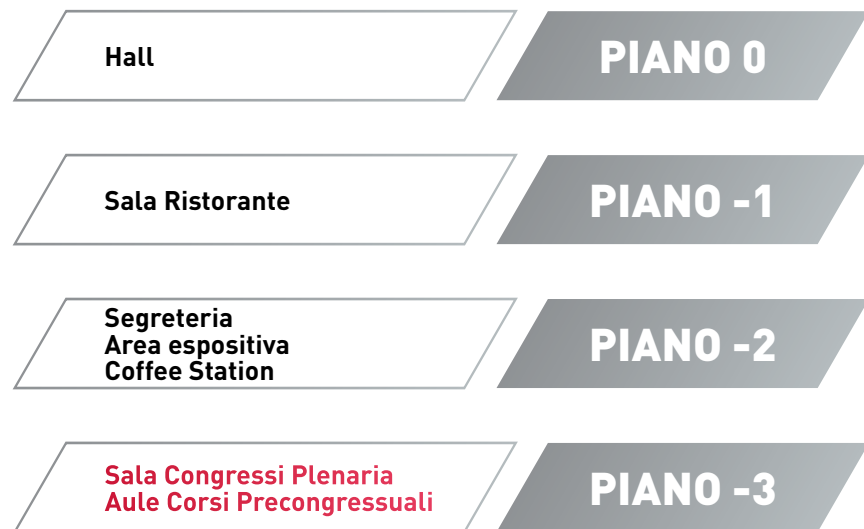 Hall
PIANO 0
Sala Ristorante
PIANO -1
Segreteria
Area espositiva
Coffee Station
PIANO -2
Sala Congressi Plenaria
Aule Corsi Precongressuali
PIANO -3